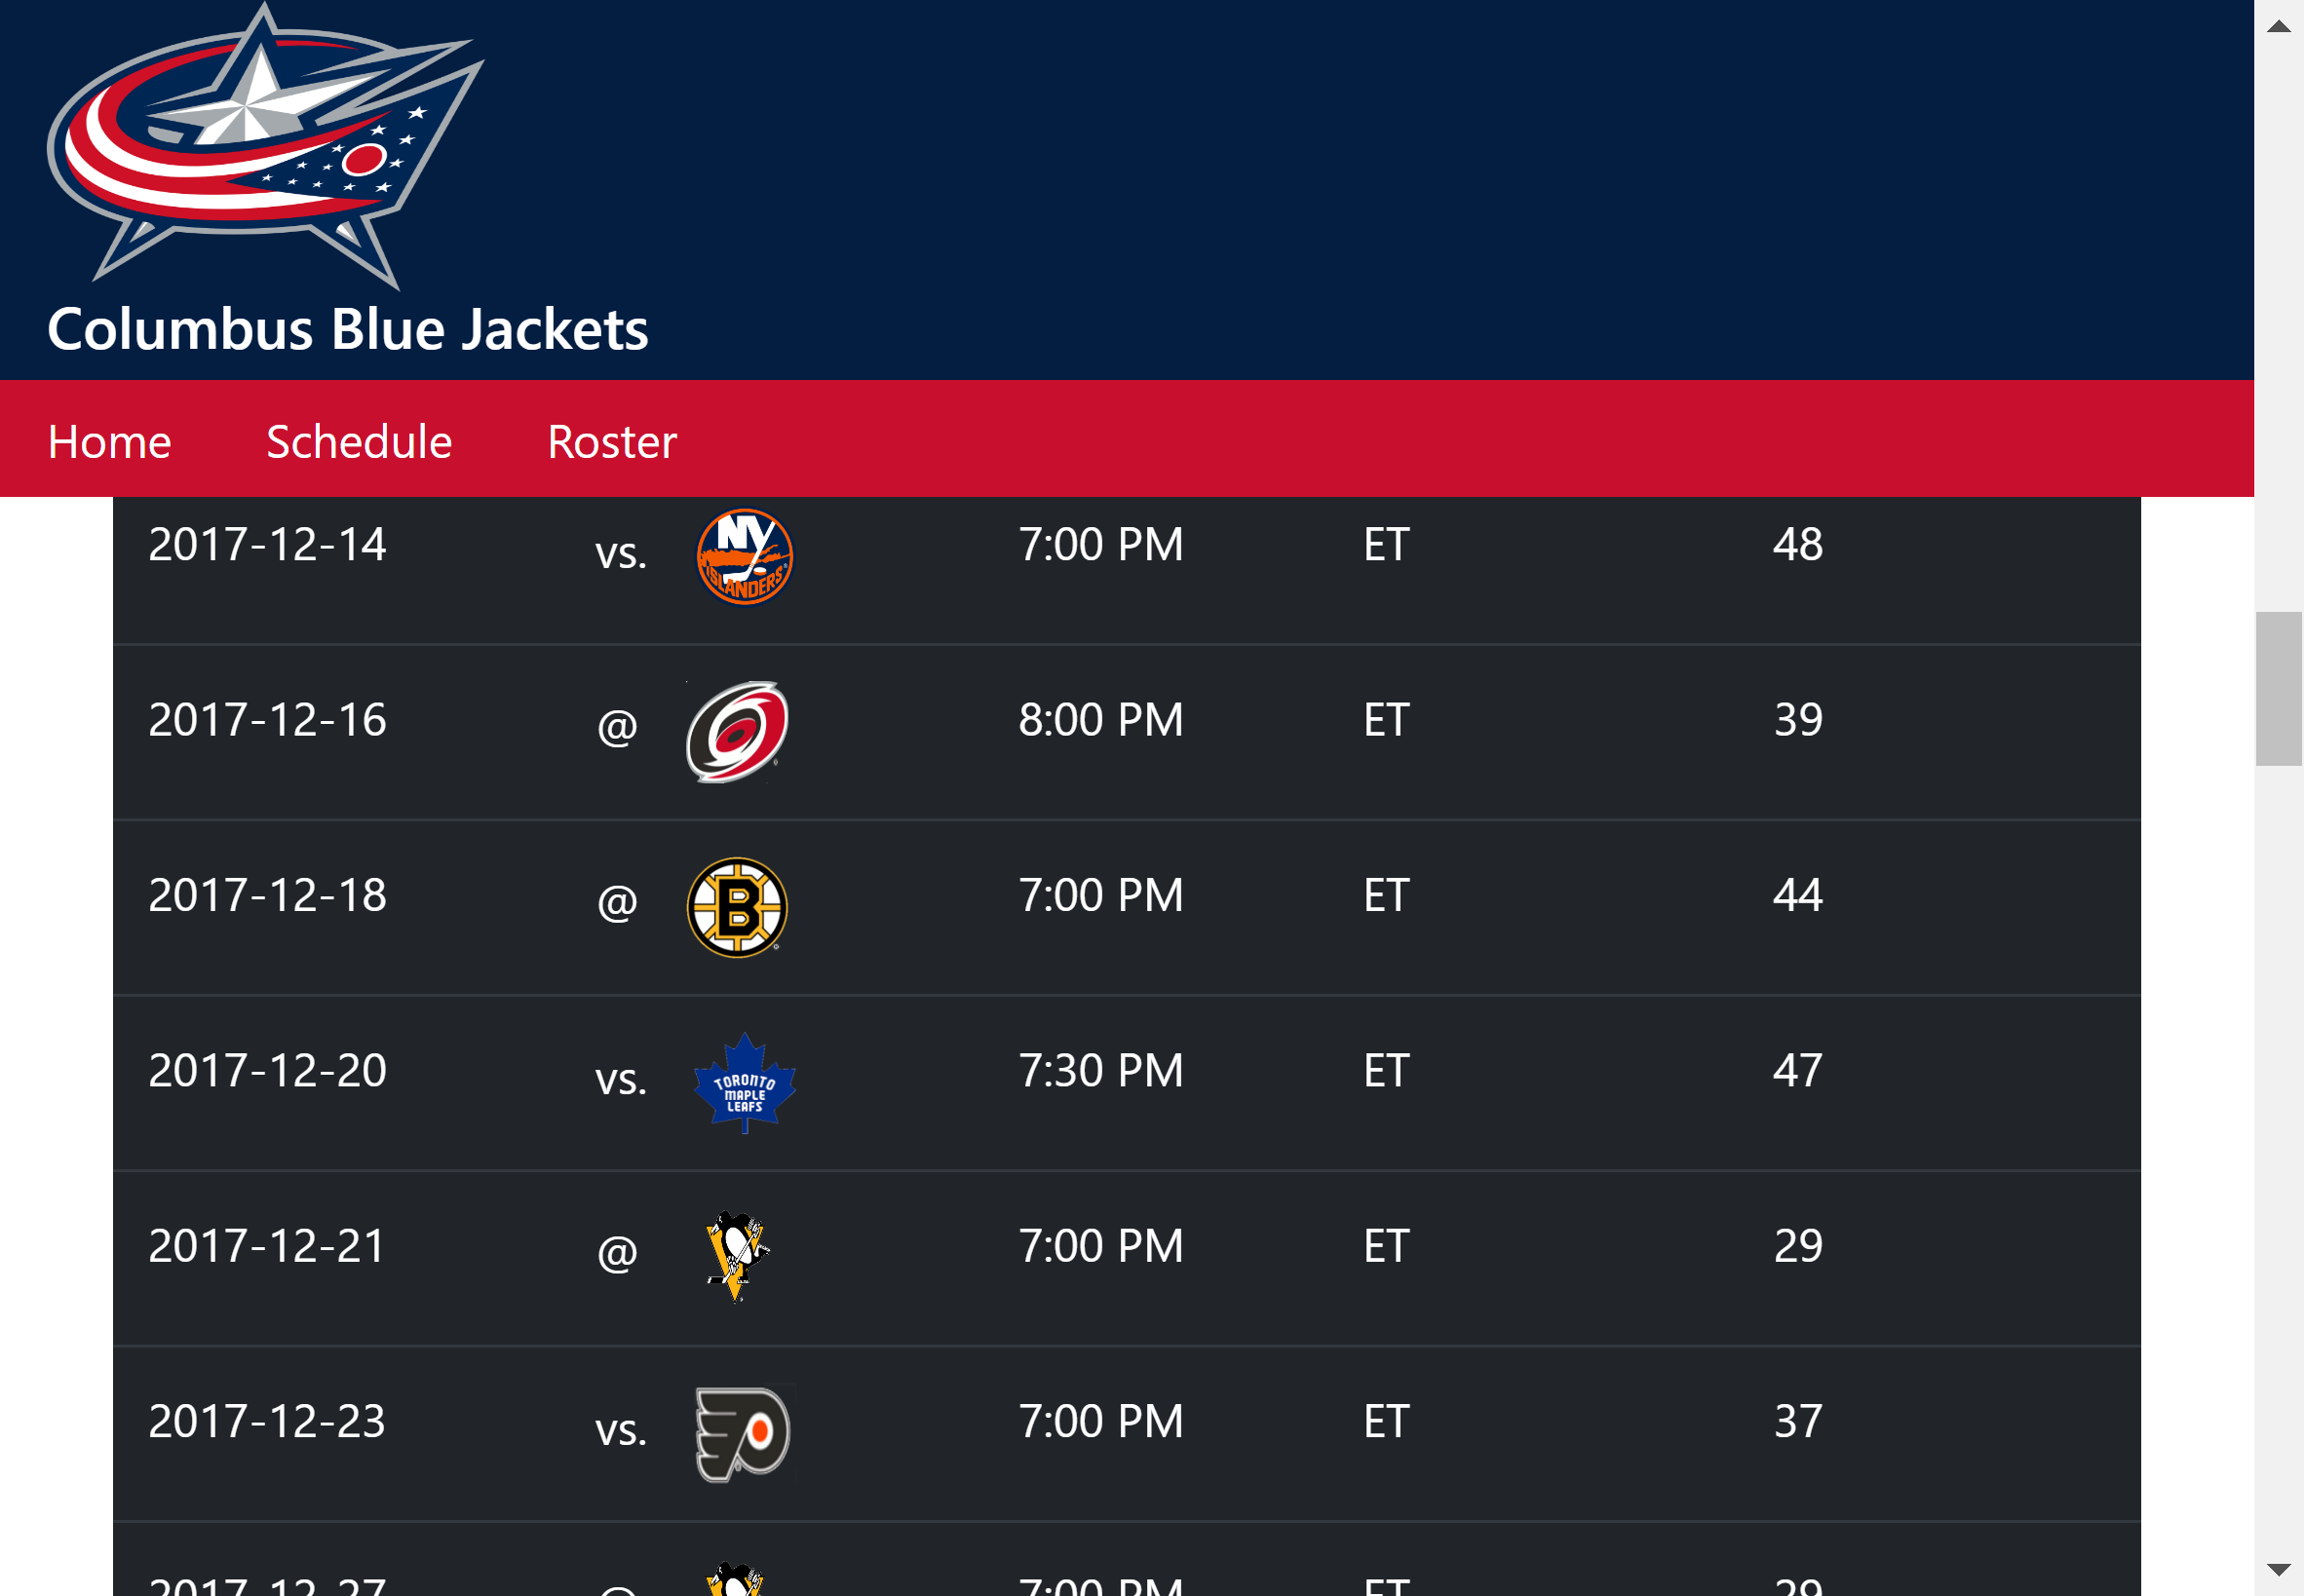 Columbus Blue Jackets
Home Schedule Roster
2017-12-14 vs. NY ISLANDERS 7:00 PM ET 48
2017-12-16 @ 8:00 PM ET 39
2017-12-18 @ B 7:00 PM ET 44
2017-12-20 vs. TORONTO MAPLE LEAFS 7:30 PM ET 47
2017-12-21 @ 7:00 PM ET 29
2017-12-23 vs. 7:00 PM ET 37
2017-12-27 @ 7:00 PM ET 29